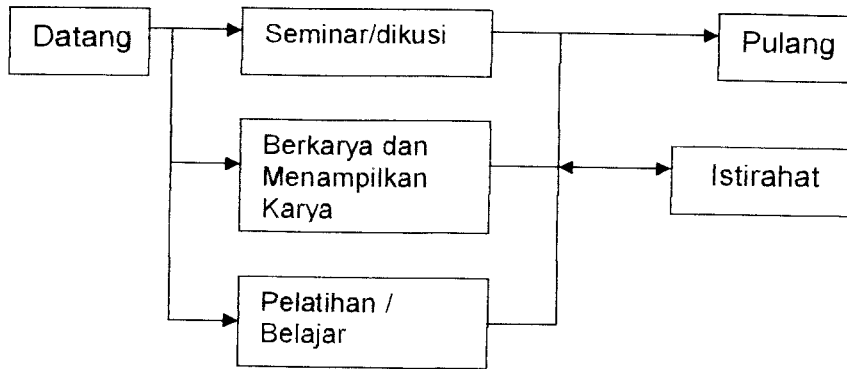 Datang
Seminar/dikusi
Pulang
Berkarya dan
Menampilkan
Karya
Istirahat
Pelatihan /
Belajar